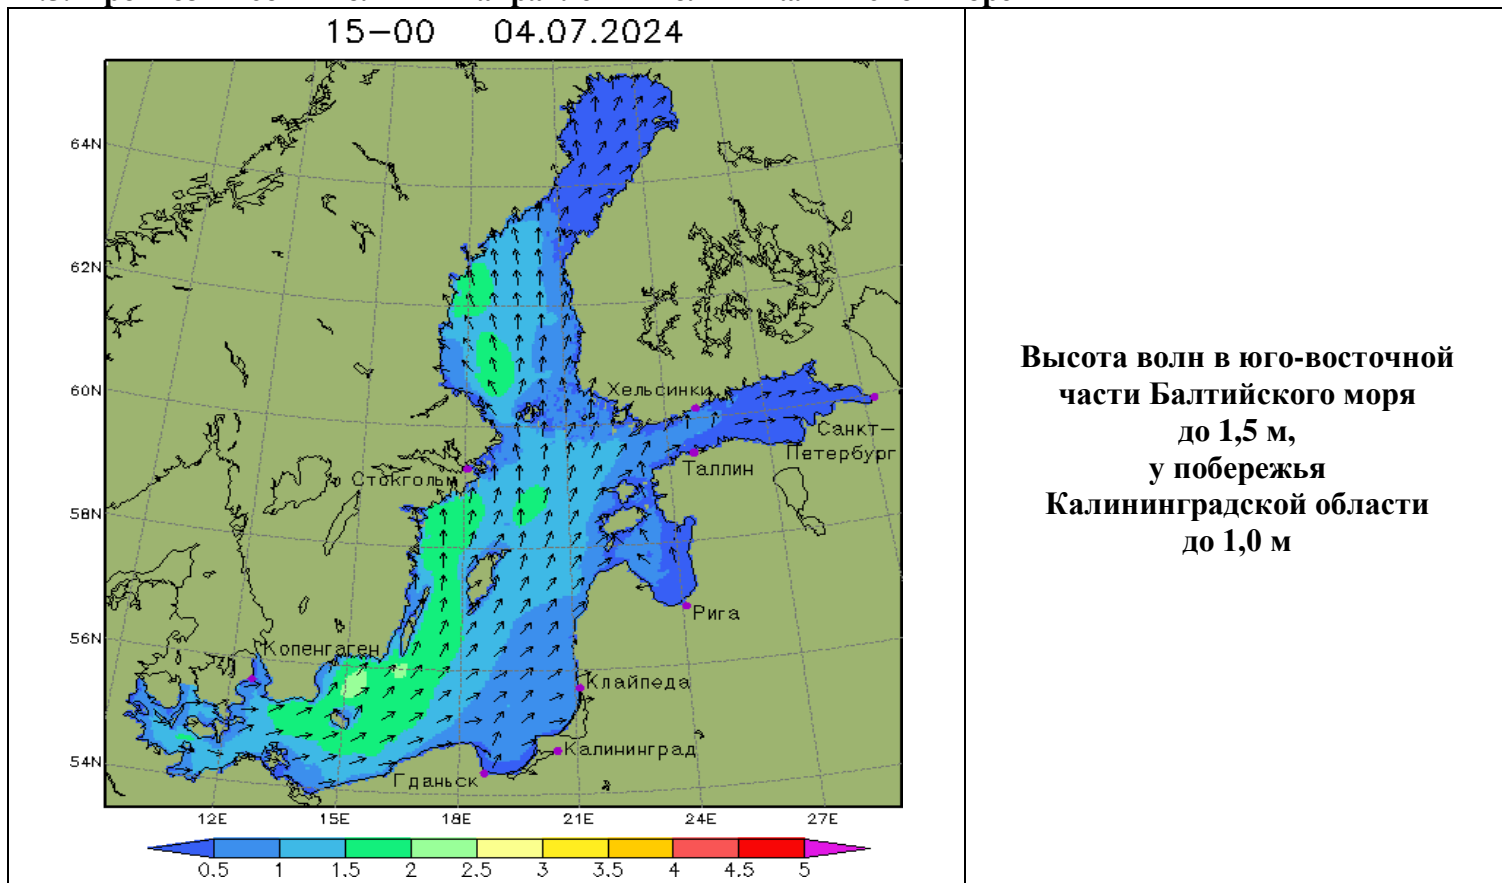 15-00 04.07.2024
64N
62N
60N
58N
56N
54N
Хельсинки
Санкт-
Петербург
Таллин
Стокгольм
Рига
Копенгаген
Клайпеда
Калининград
Гданьск
12E 15E 18E 21E 24E 27E
0.5 1 1.5 2 2.5 3 3.5 4 4.5 5
Высота волн в юго-восточной
части Балтийского моря
до 1,5 м,
у побережья
Калининградской области
до 1,0 м